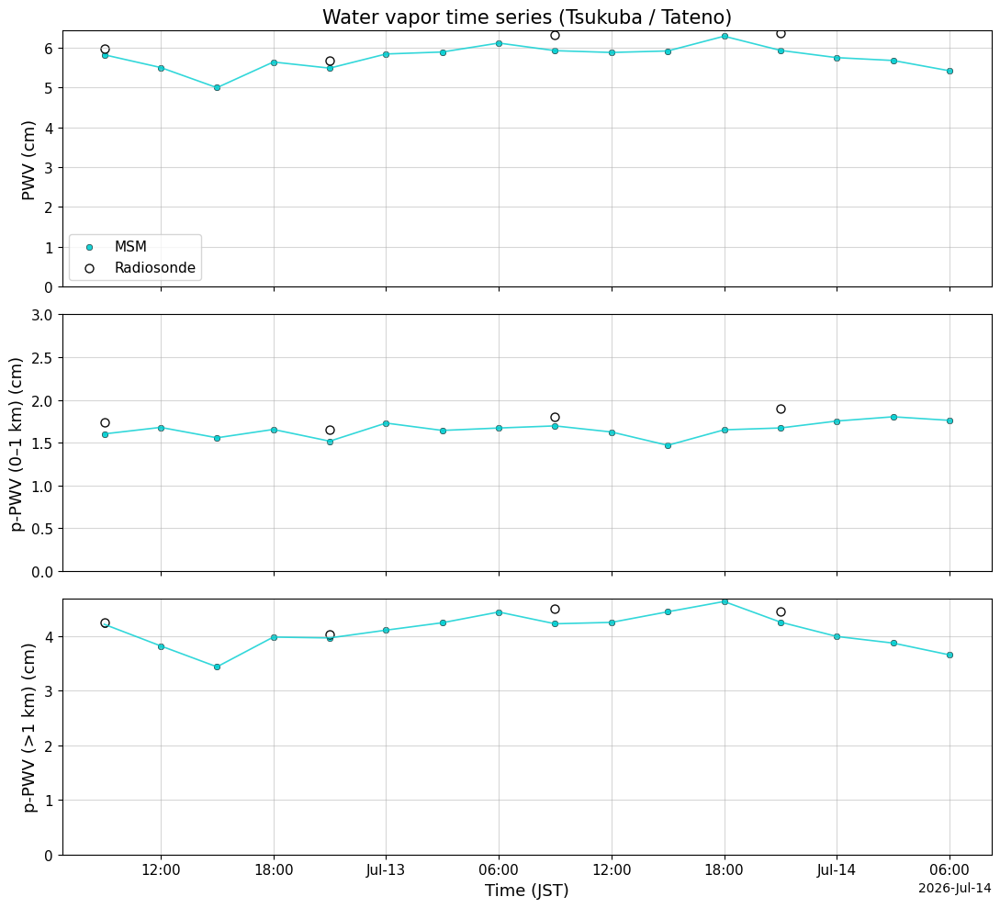 Water vapor time series (Tsukuba / Tateno)
PWV (cm)
6
5
4
3
2
1
0
MSM
Radiosonde
p-PWV (0–1 km) (cm)
3.0
2.5
2.0
1.5
1.0
0.5
0.0
p-PWV (>1 km) (cm)
4
3
2
1
0
12:00 18:00 Jul-13 06:00 12:00 18:00 Jul-14 06:00
Time (JST)
2026-Jul-14